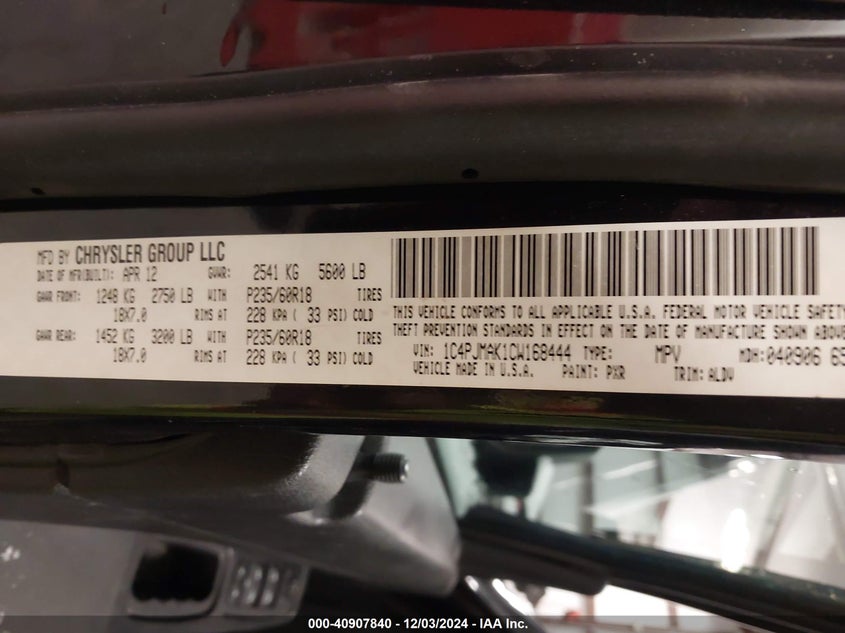 MFD BY CHRYSLER GROUP LLC
DATE OF MFR(BUILT): APR 12 GVWR: 2541 KG 5600 LB
GAWR FRONT: 1248 KG 2750 LB WITH P235/60R18 TIRES
18X7.0 RIMS AT 228 KPA ( 33 PSI) COLD
GAWR REAR: 1452 KG 3200 LB WITH P235/60R18 TIRES
18X7.0 RIMS AT 228 KPA ( 33 PSI) COLD
THIS VEHICLE CONFORMS TO ALL APPLICABLE U.S.A. FEDERAL MOTOR VEHICLE SAFETY
THEFT PREVENTION STANDARDS IN EFFECT ON THE DATE OF MANUFACTURE SHOWN ABOVE
VIN: 1C4PJMAK1CW168444 TYPE: MPV MDH: 040906 65
VEHICLE MADE IN U.S.A. PAINT: PXR TRIM: ALDV
000-40907840 - 12/03/2024 - IAA Inc.